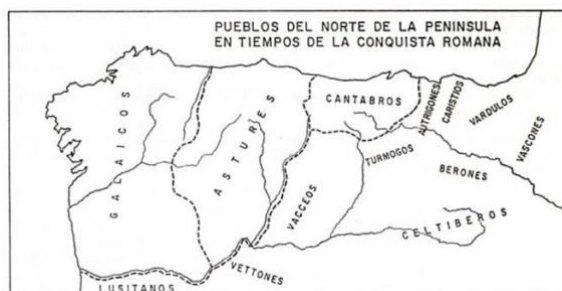 PUEBLOS DEL NORTE DE LA PENINSULA
EN TIEMPOS DE LA CONQUISTA ROMANA
GALAICOS
ASTURES
CANTABROS
AUTRIGONES
CARISTIOS
VARDULOS
VASCONES
TURMOGOS
BERONES
VACCEOS
CELTIBEROS
VETTONES
LUSITANOS